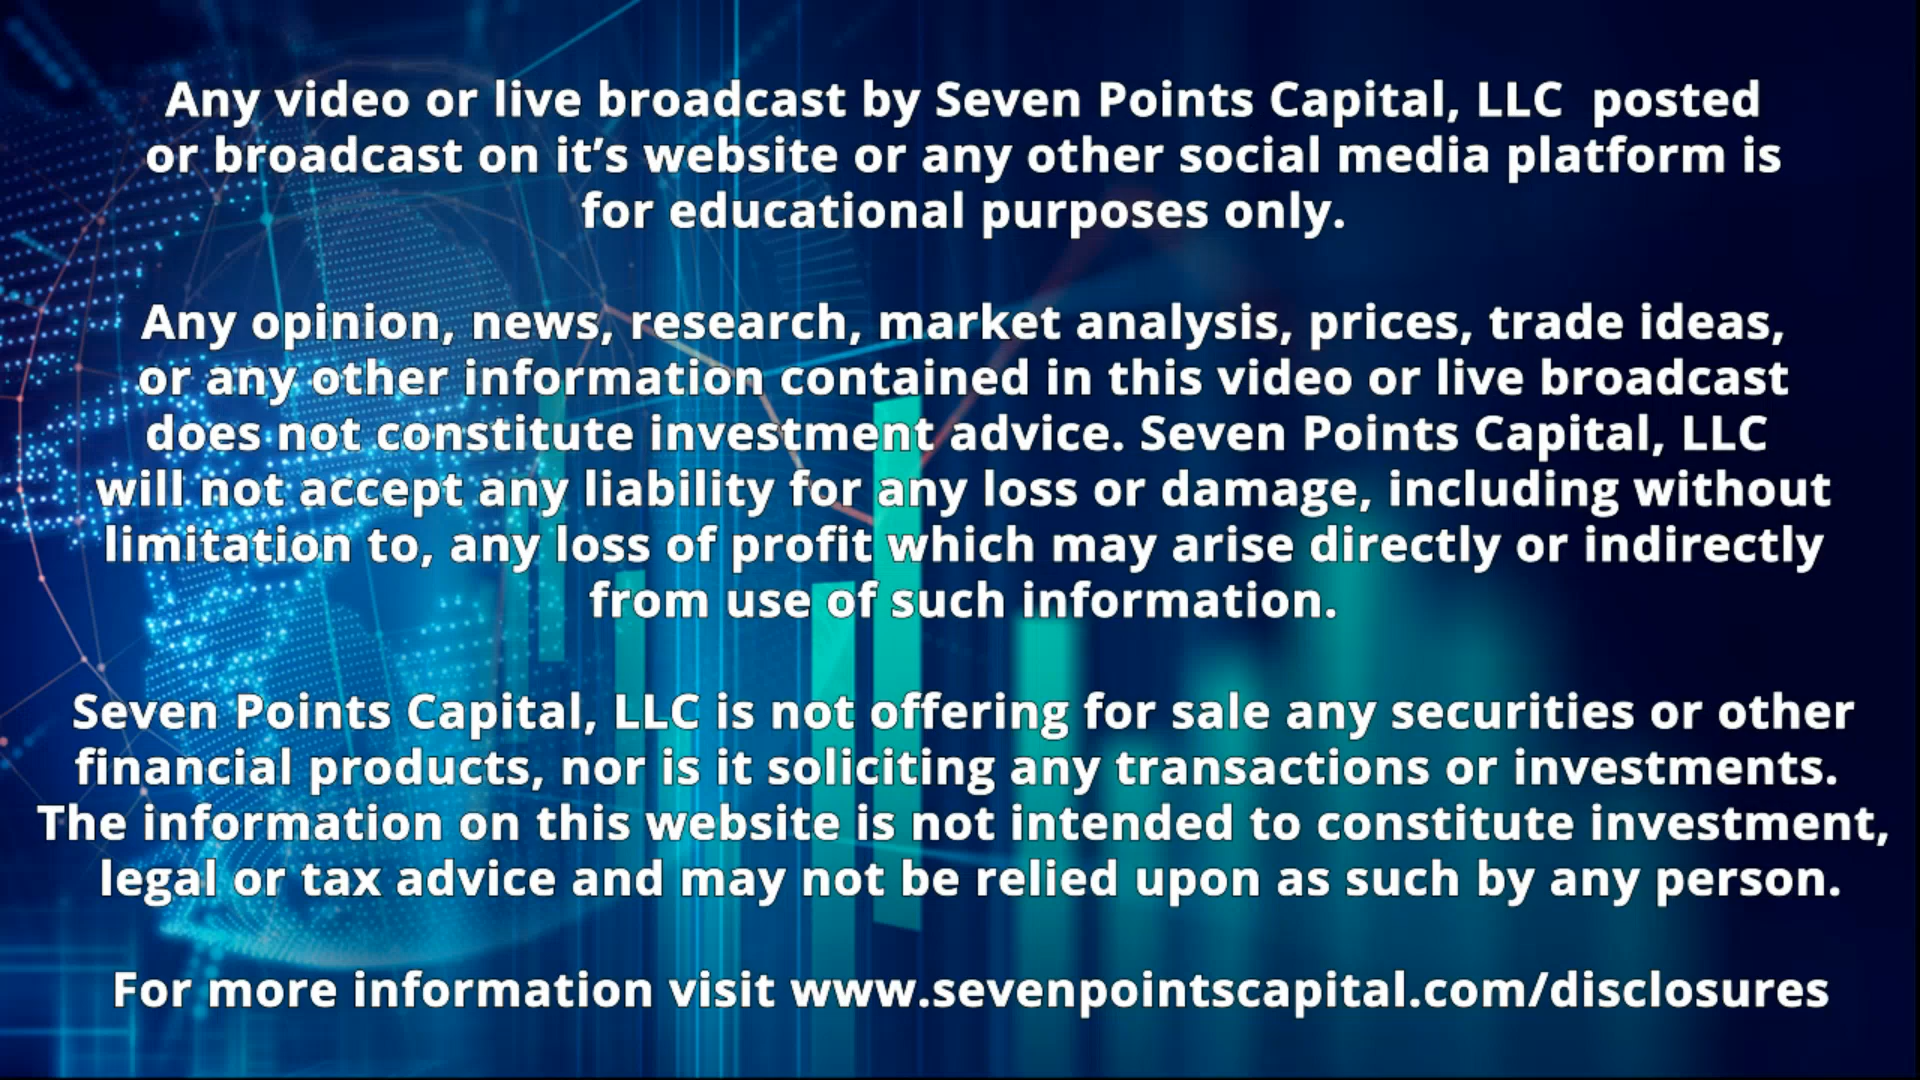 Any video or live broadcast by Seven Points Capital, LLC  posted
or broadcast on it’s website or any other social media platform is
for educational purposes only.
Any opinion, news, research, market analysis, prices, trade ideas,
or any other information contained in this video or live broadcast
does not constitute investment advice. Seven Points Capital, LLC
will not accept any liability for any loss or damage, including without
limitation to, any loss of profit which may arise directly or indirectly
from use of such information.
Seven Points Capital, LLC is not offering for sale any securities or other
financial products, nor is it soliciting any transactions or investments.
The information on this website is not intended to constitute investment,
legal or tax advice and may not be relied upon as such by any person.
For more information visit www.sevenpointscapital.com/disclosures